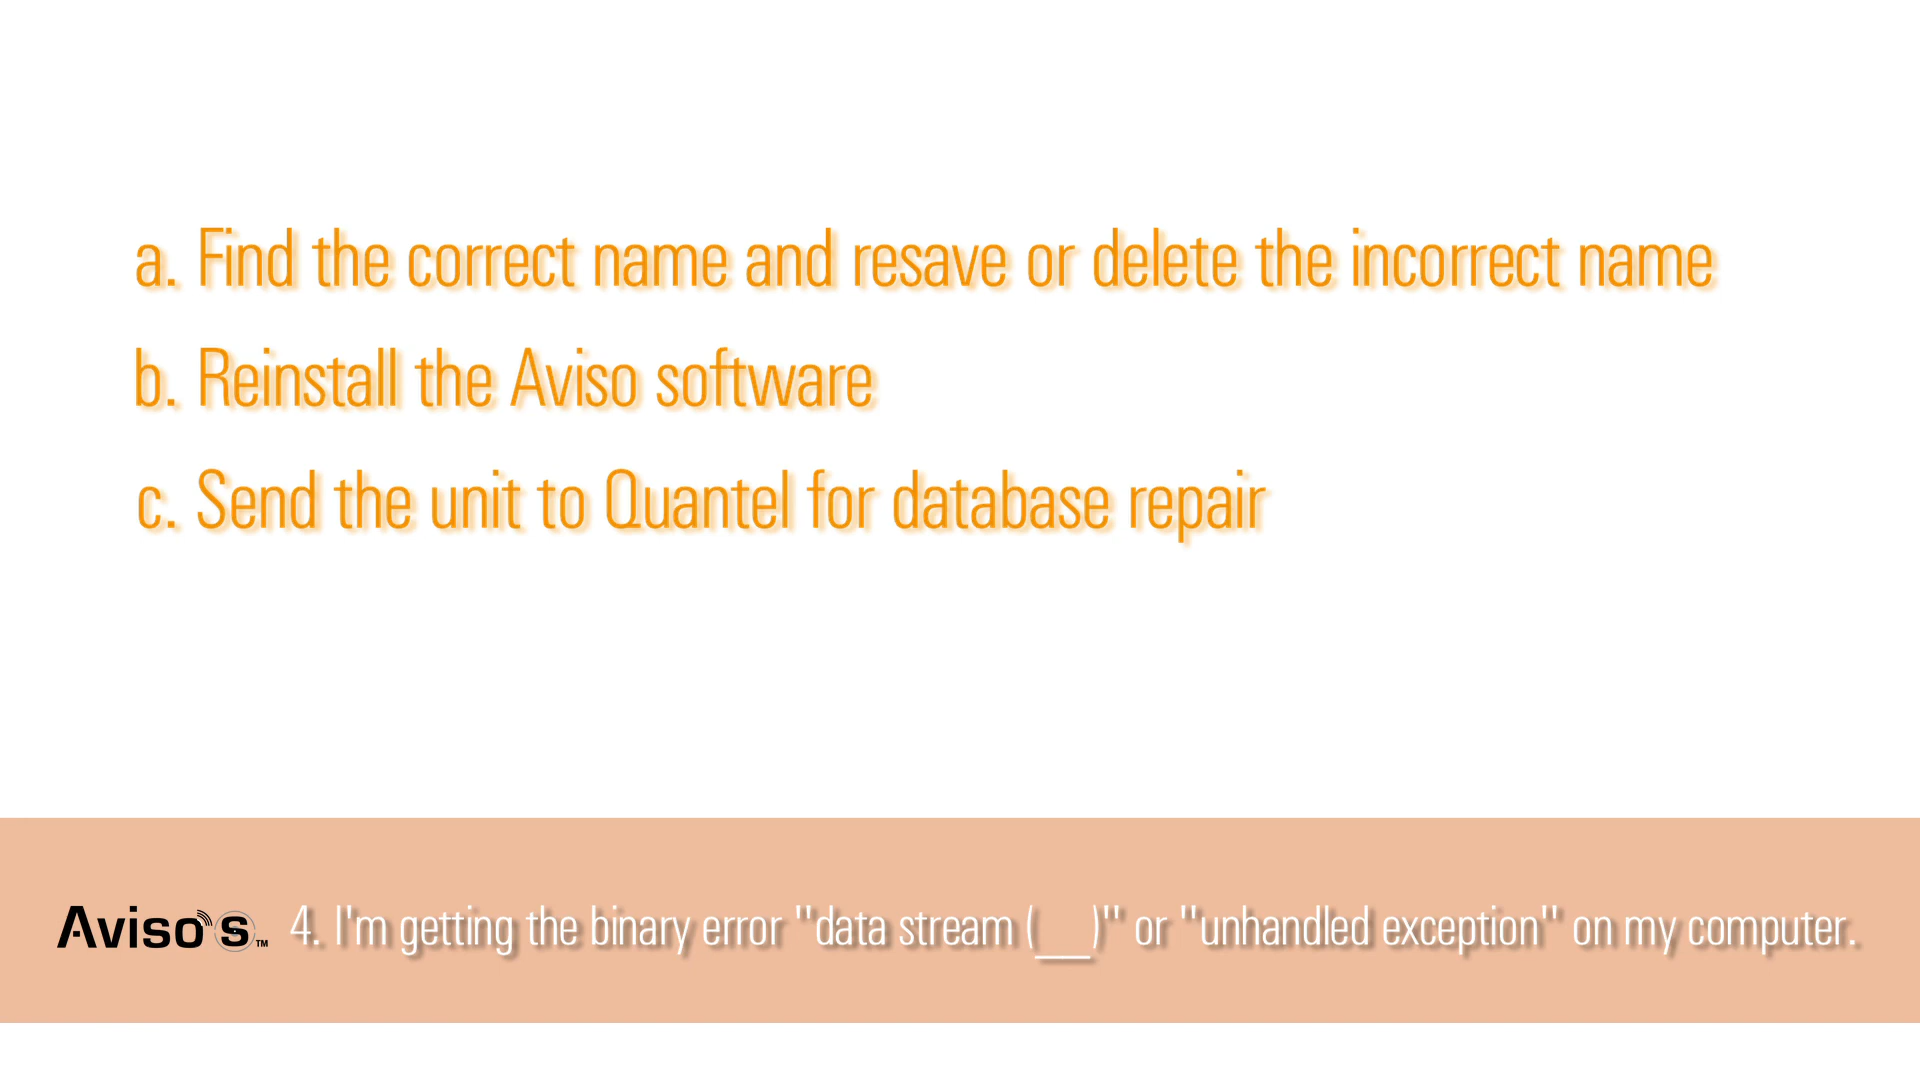 a. Find the correct name and resave or delete the incorrect name
b. Reinstall the Aviso software
c. Send the unit to Quantel for database repair
Aviso S™ 4. I'm getting the binary error "data stream (__)" or "unhandled exception" on my computer.